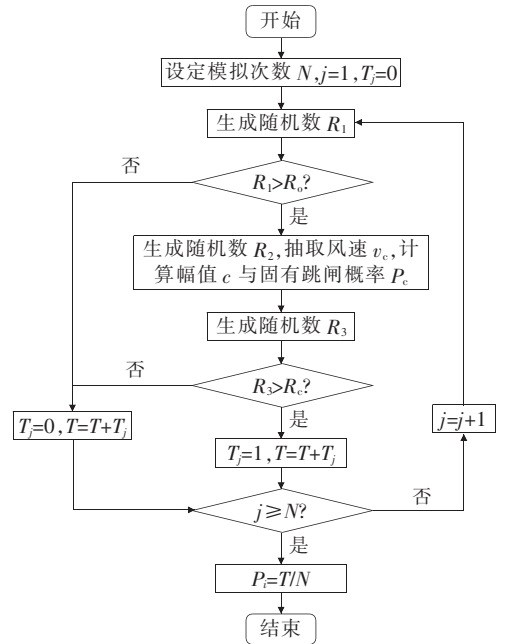 开始
设定模拟次数 N,j=1,Tj=0
生成随机数 R1
否
R1>Ro?
是
生成随机数 R2,抽取风速 vc,计
算幅值 c 与固有跳闸概率 Pc
生成随机数 R3
否
R3>Rc?
是
Tj=0,T=T+Tj
j=j+1
Tj=1,T=T+Tj
否
j≥N?
是
Pi=T/N
结束